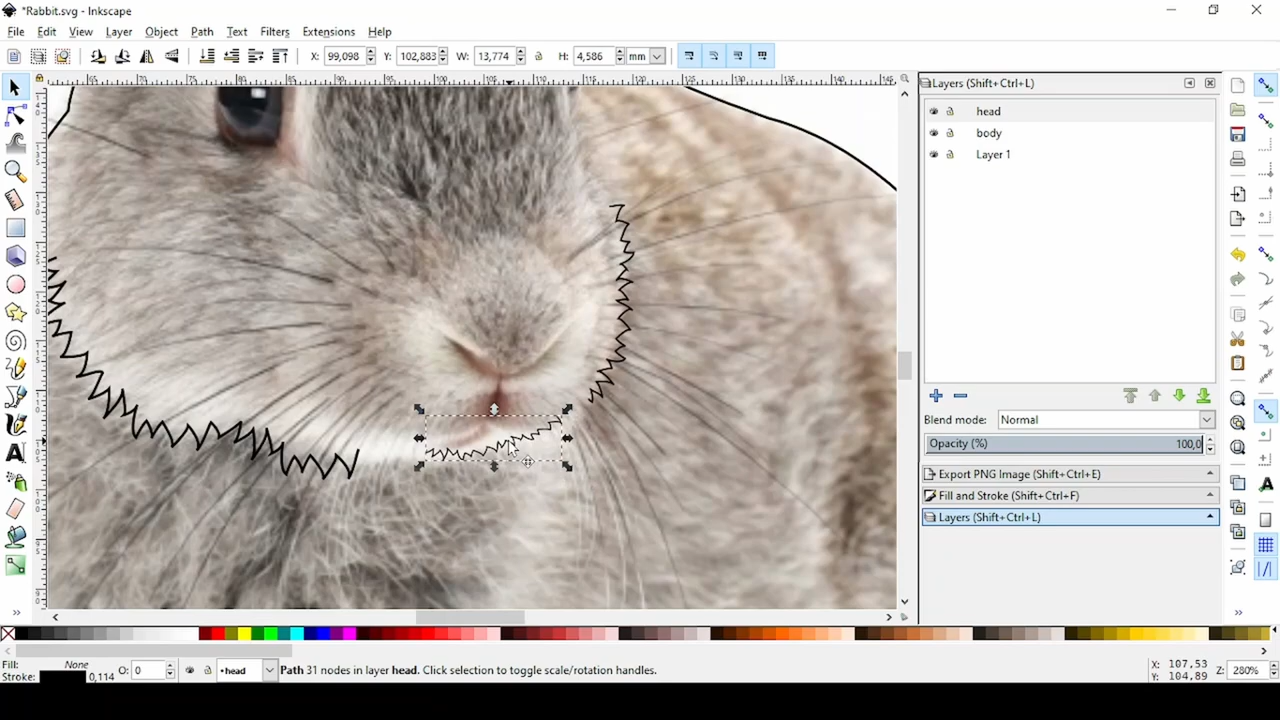 *Rabbit.svg - Inkscape
File Edit View Layer Object Path Text Filters Extensions Help
X: 99,098 Y: 102,883 W: 13,774 H: 4,586 mm
Layers (Shift+Ctrl+L)
head
body
Layer 1
Blend mode: Normal
Opacity (%) 100,0
Export PNG Image (Shift+Ctrl+E)
Fill and Stroke (Shift+Ctrl+F)
Layers (Shift+Ctrl+L)
Fill: None
Stroke: 0,114
O: 0
•head
Path 31 nodes in layer head. Click selection to toggle scale/rotation handles.
X: 107,53
Y: 104,89
Z: 280%